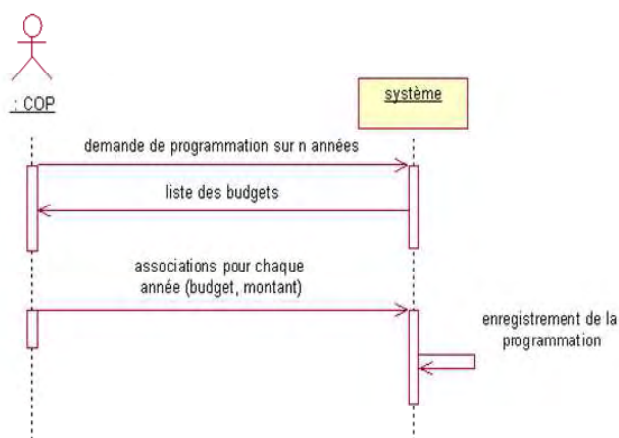 : COP
système
demande de programmation sur n années
liste des budgets
associations pour chaque
année (budget, montant)
enregistrement de la
programmation